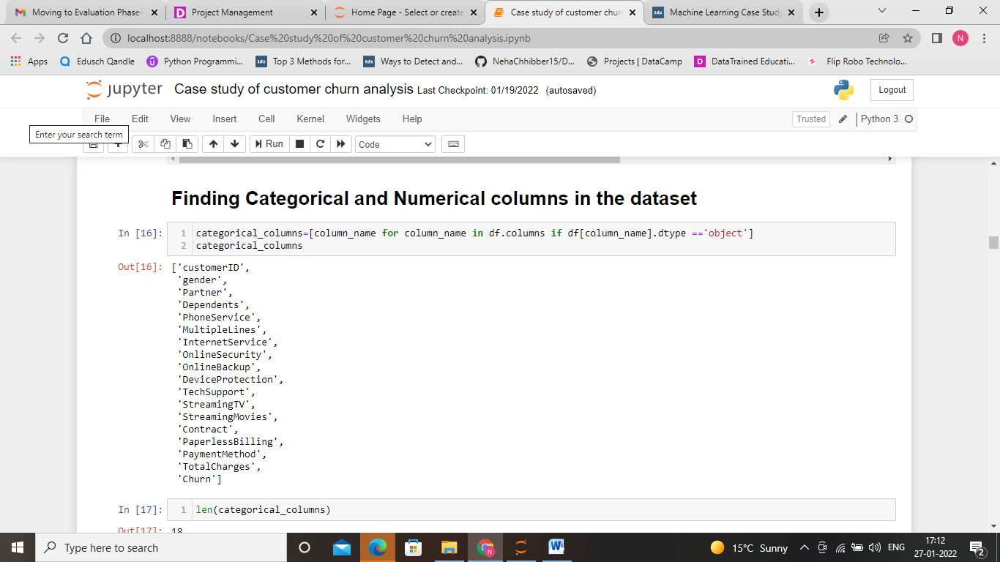 Moving to Evaluation Phase-
Project Management
Home Page - Select or create
Case study of customer churn
tds Machine Learning Case Study
localhost:8888/notebooks/Case%20study%20of%20customer%20churn%20analysis.ipynb
N
Apps
Edusch Qandle
Python Programmi...
tds Top 3 Methods for...
tds Ways to Detect and...
NehaChhibber15/D...
Projects | DataCamp
DataTrained Educati...
Flip Robo Technolo...
jupyter Case study of customer churn analysis Last Checkpoint: 01/19/2022 (autosaved)
Logout
File Edit View Insert Cell Kernel Widgets Help
Trusted
Python 3
Enter your search term
Run
Code
Finding Categorical and Numerical columns in the dataset
In [16]: 1 categorical_columns=[column_name for column_name in df.columns if df[column_name].dtype =='object']
2 categorical_columns
Out[16]: ['customerID',
'gender',
'Partner',
'Dependents',
'PhoneService',
'MultipleLines',
'InternetService',
'OnlineSecurity',
'OnlineBackup',
'DeviceProtection',
'TechSupport',
'StreamingTV',
'StreamingMovies',
'Contract',
'PaperlessBilling',
'PaymentMethod',
'TotalCharges',
'Churn']
In [17]: 1 len(categorical_columns)
Out[17]: 18
Type here to search
15°C Sunny
ENG
17:12
27-01-2022
2